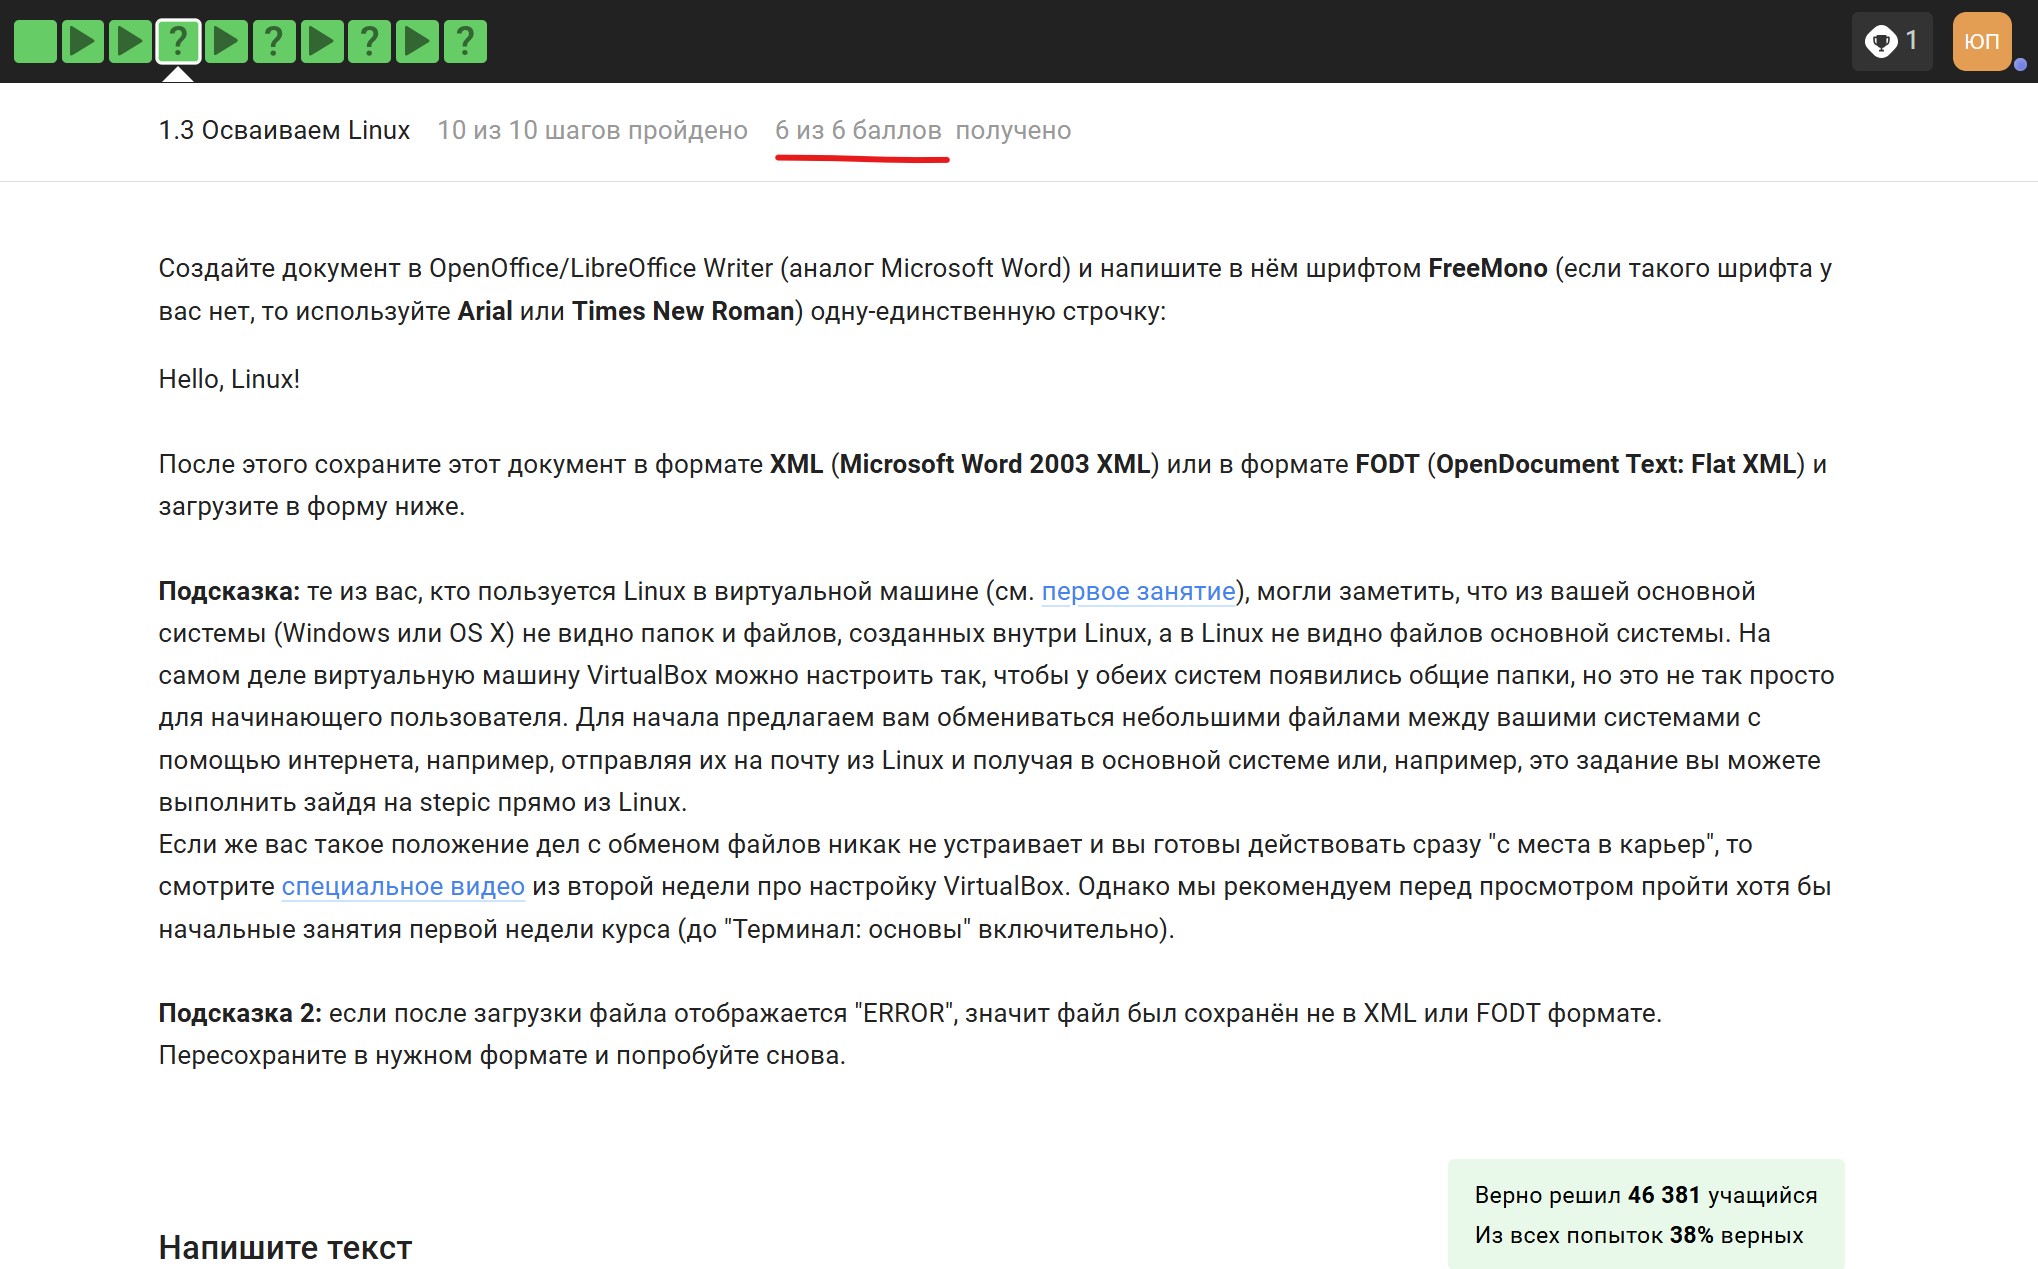 ? ? ? ?
1 ЮП
1.3 Осваиваем Linux 10 из 10 шагов пройдено 6 из 6 баллов получено
Создайте документ в OpenOffice/LibreOffice Writer (аналог Microsoft Word) и напишите в нём шрифтом FreeMono (если такого шрифта у
вас нет, то используйте Arial или Times New Roman) одну-единственную строчку:
Hello, Linux!
После этого сохраните этот документ в формате XML (Microsoft Word 2003 XML) или в формате FODT (OpenDocument Text: Flat XML) и
загрузите в форму ниже.
Подсказка: те из вас, кто пользуется Linux в виртуальной машине (см. первое занятие), могли заметить, что из вашей основной
системы (Windows или OS X) не видно папок и файлов, созданных внутри Linux, а в Linux не видно файлов основной системы. На
самом деле виртуальную машину VirtualBox можно настроить так, чтобы у обеих систем появились общие папки, но это не так просто
для начинающего пользователя. Для начала предлагаем вам обмениваться небольшими файлами между вашими системами с
помощью интернета, например, отправляя их на почту из Linux и получая в основной системе или, например, это задание вы можете
выполнить зайдя на stepic прямо из Linux.
Если же вас такое положение дел с обменом файлов никак не устраивает и вы готовы действовать сразу "с места в карьер", то
смотрите специальное видео из второй недели про настройку VirtualBox. Однако мы рекомендуем перед просмотром пройти хотя бы
начальные занятия первой недели курса (до "Терминал: основы" включительно).
Подсказка 2: если после загрузки файла отображается "ERROR", значит файл был сохранён не в XML или FODT формате.
Пересохраните в нужном формате и попробуйте снова.
Верно решил 46 381 учащийся
Из всех попыток 38% верных
Напишите текст